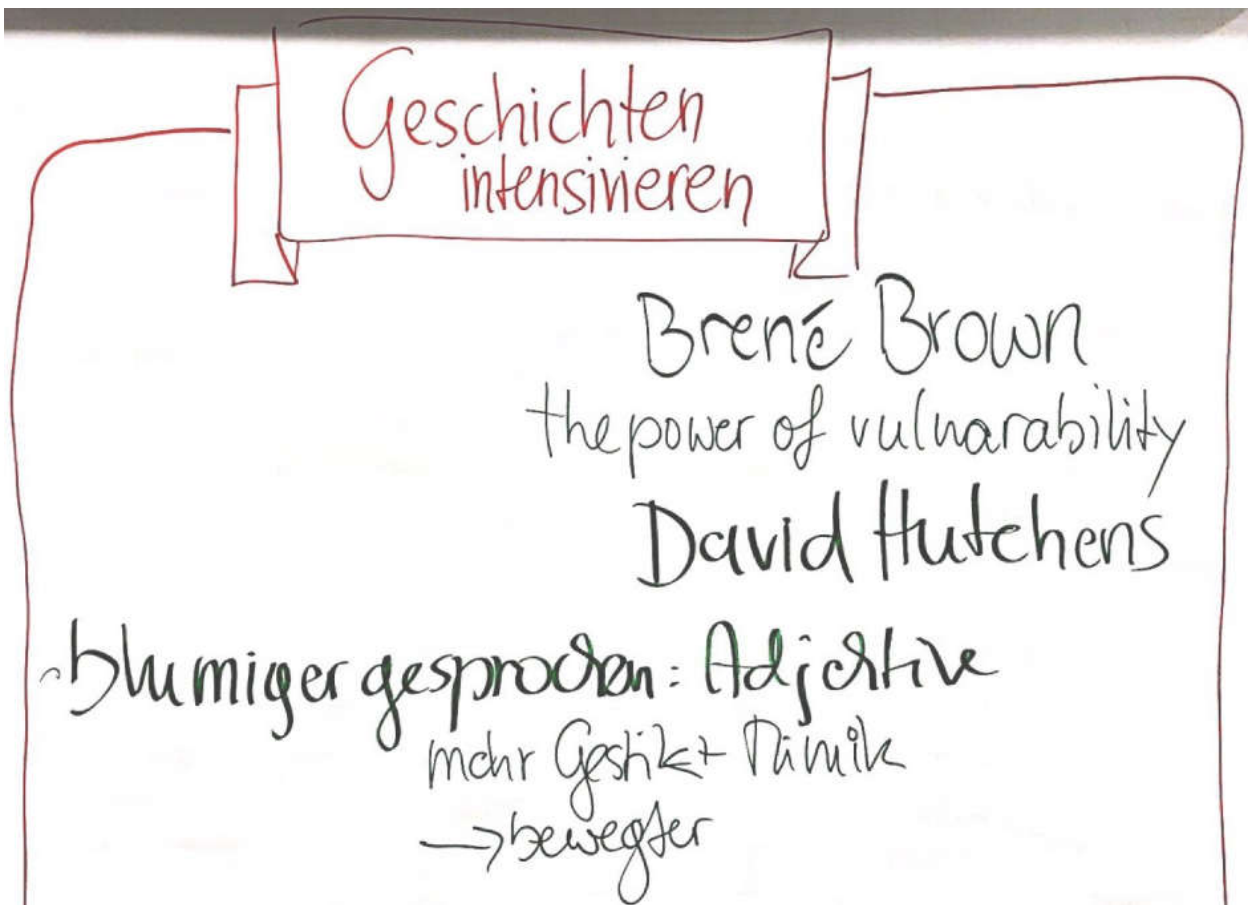 Geschichten
intensivieren
Brené Brown
the power of vulnarability
David Hutchens
- blumiger gesprochen: Adjektive
mehr Gestik + Mimik
→ bewegter